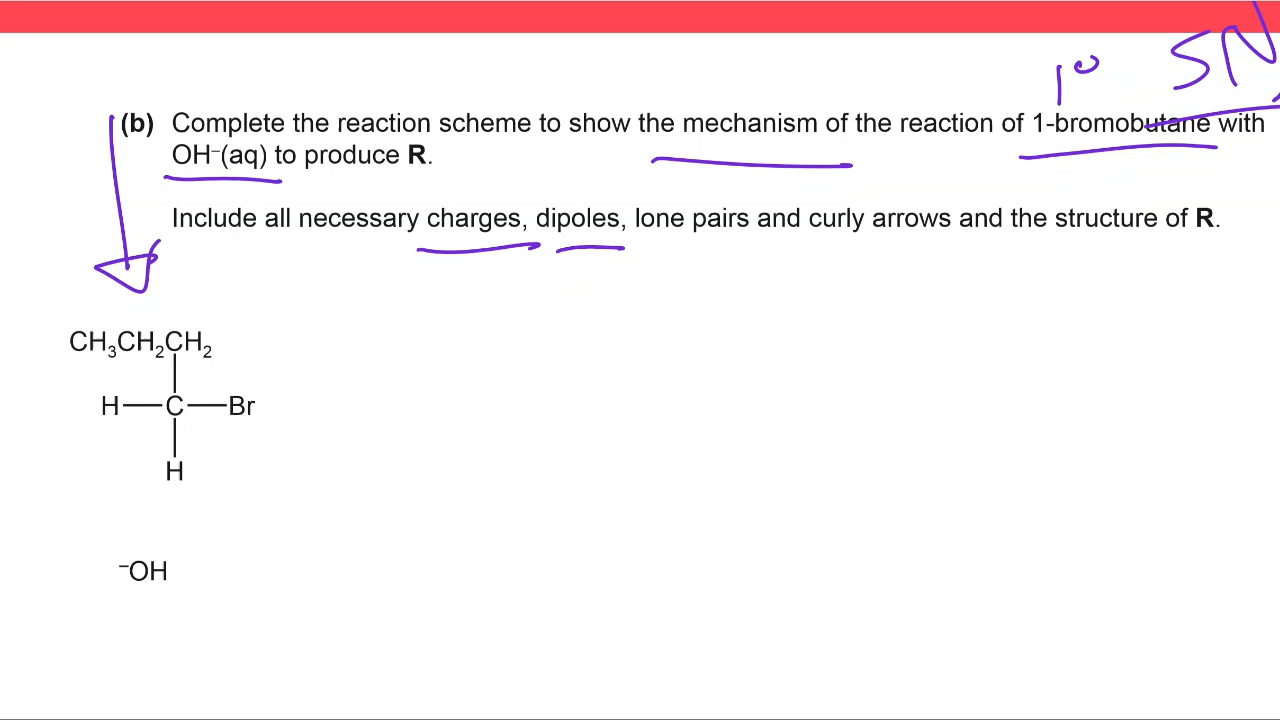 1° SN
(b) Complete the reaction scheme to show the mechanism of the reaction of 1-bromobutane with
OH⁻(aq) to produce R.
Include all necessary charges, dipoles, lone pairs and curly arrows and the structure of R.
CH₃CH₂CH₂
H—C—Br
H
⁻OH